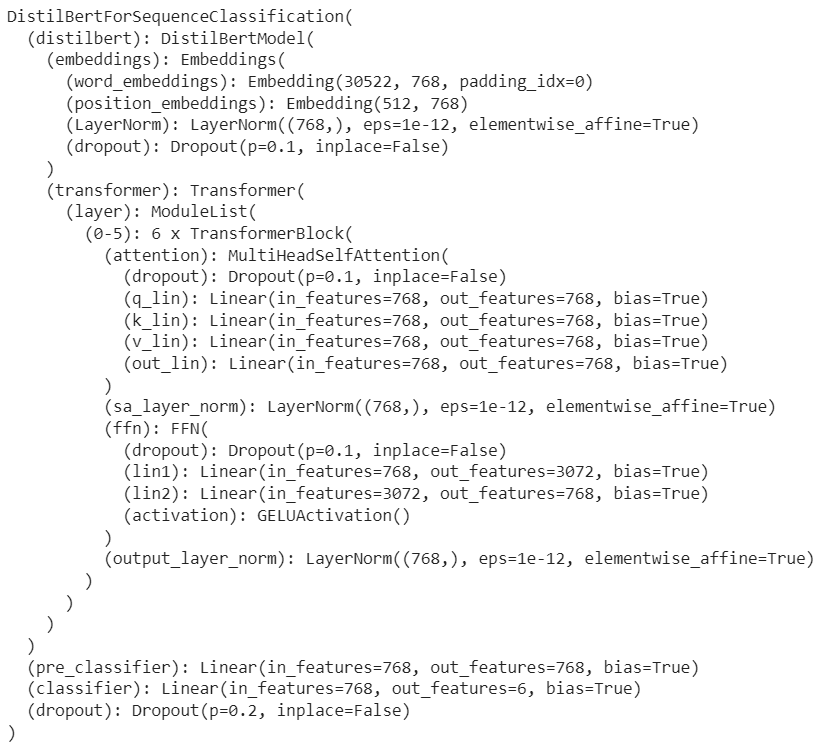 DistilBertForSequenceClassification(
  (distilbert): DistilBertModel(
    (embeddings): Embeddings(
      (word_embeddings): Embedding(30522, 768, padding_idx=0)
      (position_embeddings): Embedding(512, 768)
      (LayerNorm): LayerNorm((768,), eps=1e-12, elementwise_affine=True)
      (dropout): Dropout(p=0.1, inplace=False)
    )
    (transformer): Transformer(
      (layer): ModuleList(
        (0-5): 6 x TransformerBlock(
          (attention): MultiHeadSelfAttention(
            (dropout): Dropout(p=0.1, inplace=False)
            (q_lin): Linear(in_features=768, out_features=768, bias=True)
            (k_lin): Linear(in_features=768, out_features=768, bias=True)
            (v_lin): Linear(in_features=768, out_features=768, bias=True)
            (out_lin): Linear(in_features=768, out_features=768, bias=True)
          )
          (sa_layer_norm): LayerNorm((768,), eps=1e-12, elementwise_affine=True)
          (ffn): FFN(
            (dropout): Dropout(p=0.1, inplace=False)
            (lin1): Linear(in_features=768, out_features=3072, bias=True)
            (lin2): Linear(in_features=3072, out_features=768, bias=True)
            (activation): GELUActivation()
          )
          (output_layer_norm): LayerNorm((768,), eps=1e-12, elementwise_affine=True)
        )
      )
    )
  )
  (pre_classifier): Linear(in_features=768, out_features=768, bias=True)
  (classifier): Linear(in_features=768, out_features=6, bias=True)
  (dropout): Dropout(p=0.2, inplace=False)
)